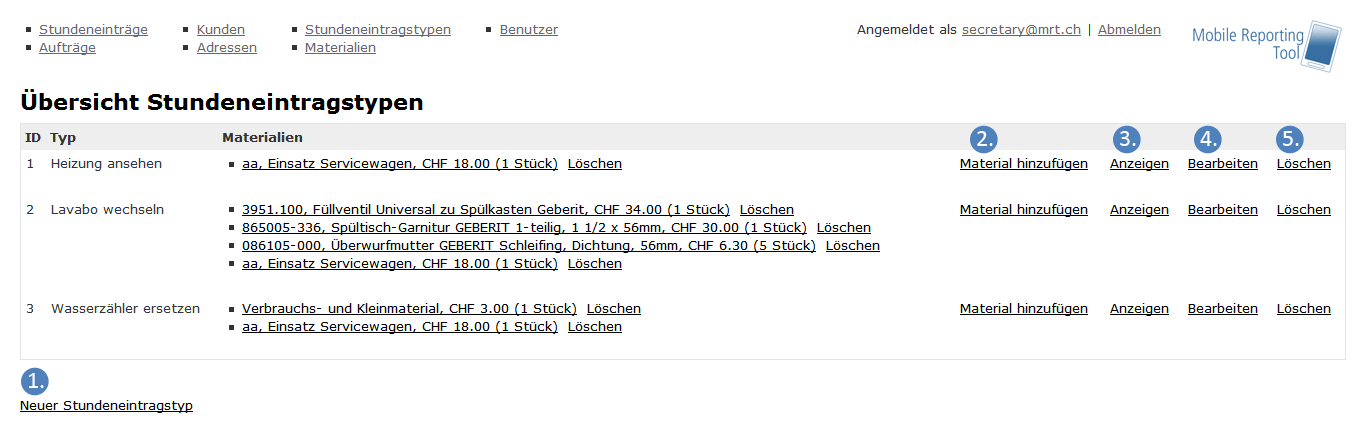 Stundeneinträge Kunden Stundeneintragstypen Benutzer Angemeldet als secretary@mrt.ch | Abmelden
Aufträge Adressen Materialien
Mobile Reporting
Tool
Übersicht Stundeneintragstypen
ID Typ Materialien 2. 3. 4. 5.
1 Heizung ansehen aa, Einsatz Servicewagen, CHF 18.00 (1 Stück) Löschen Material hinzufügen Anzeigen Bearbeiten Löschen
2 Lavabo wechseln 3951.100, Füllventil Universal zu Spülkasten Geberit, CHF 34.00 (1 Stück) Löschen Material hinzufügen Anzeigen Bearbeiten Löschen
865005-336, Spültisch-Garnitur GEBERIT 1-teilig, 1 1/2 x 56mm, CHF 30.00 (1 Stück) Löschen
086105-000, Überwurfmutter GEBERIT Schleifing, Dichtung, 56mm, CHF 6.30 (5 Stück) Löschen
aa, Einsatz Servicewagen, CHF 18.00 (1 Stück) Löschen
3 Wasserzähler ersetzen Verbrauchs- und Kleinmaterial, CHF 3.00 (1 Stück) Löschen Material hinzufügen Anzeigen Bearbeiten Löschen
aa, Einsatz Servicewagen, CHF 18.00 (1 Stück) Löschen
1.
Neuer Stundeneintragstyp